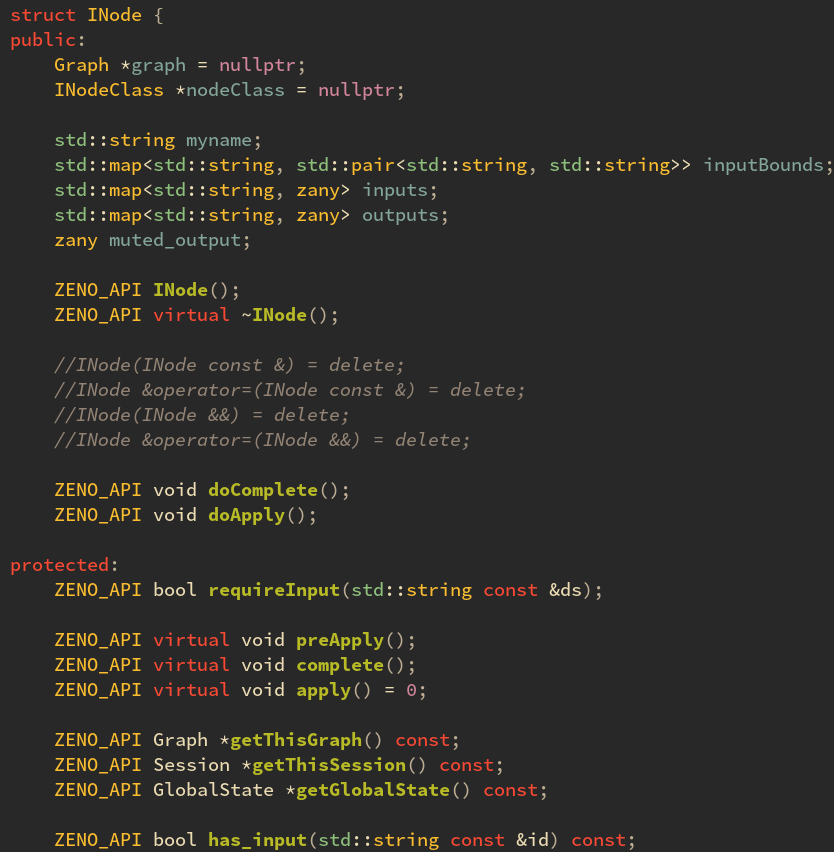 struct INode {
public:
    Graph *graph = nullptr;
    INodeClass *nodeClass = nullptr;

    std::string myname;
    std::map<std::string, std::pair<std::string, std::string>> inputBounds;
    std::map<std::string, zany> inputs;
    std::map<std::string, zany> outputs;
    zany muted_output;

    ZENO_API INode();
    ZENO_API virtual ~INode();

    //INode(INode const &) = delete;
    //INode &operator=(INode const &) = delete;
    //INode(INode &&) = delete;
    //INode &operator=(INode &&) = delete;

    ZENO_API void doComplete();
    ZENO_API void doApply();

protected:
    ZENO_API bool requireInput(std::string const &ds);

    ZENO_API virtual void preApply();
    ZENO_API virtual void complete();
    ZENO_API virtual void apply() = 0;

    ZENO_API Graph *getThisGraph() const;
    ZENO_API Session *getThisSession() const;
    ZENO_API GlobalState *getGlobalState() const;

    ZENO_API bool has_input(std::string const &id) const;